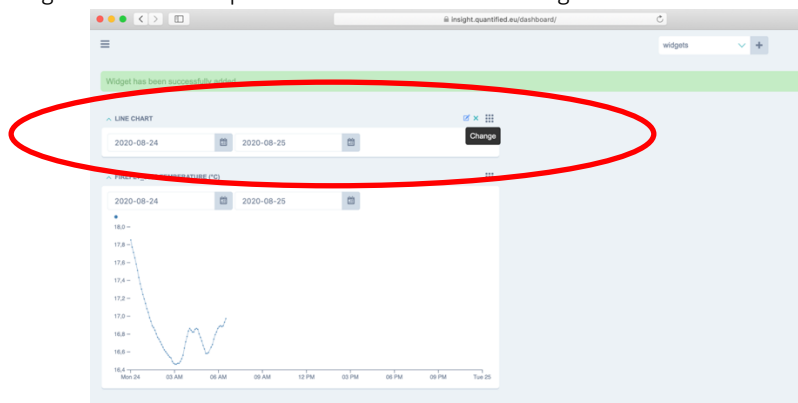 insight.quantified.eu/dashboard/
widgets
Widget has been successfully added
LINE CHART
Change
2020-08-24 2020-08-25
TEMPERATURE (°C)
2020-08-24 2020-08-25
18,0
17,8
17,6
17,4
17,2
17,0
16,8
16,6
16,4
Mon 24 03 AM 06 AM 09 AM 12 PM 03 PM 06 PM 09 PM Tue 25